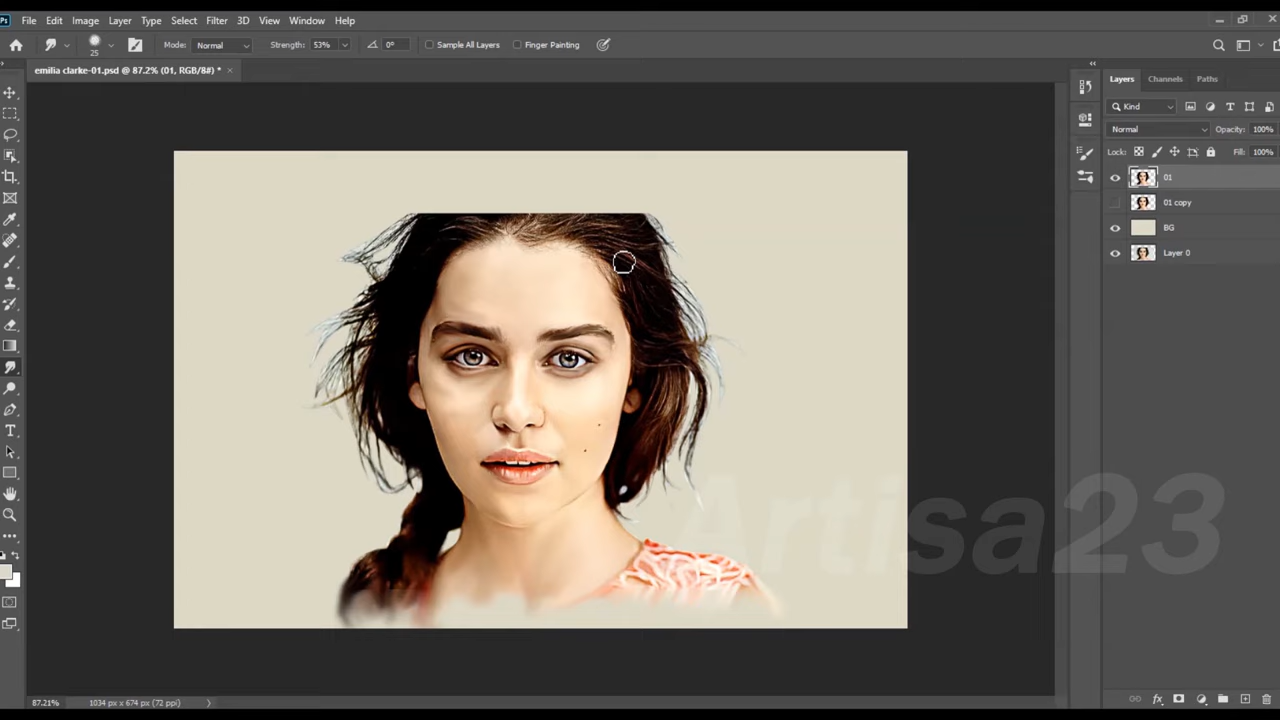 Ps File Edit Image Layer Type Select Filter 3D View Window Help
25 Mode: Normal Strength: 53% 0° Sample All Layers Finger Painting
emilia clarke-01.psd @ 87.2% (01, RGB/8#) * ×
Layers Channels Paths
Kind
Normal Opacity: 100%
Lock: Fill: 100%
01
01 copy
BG
Layer 0
Artisa23
87.21% 1034 px x 674 px (72 ppi)